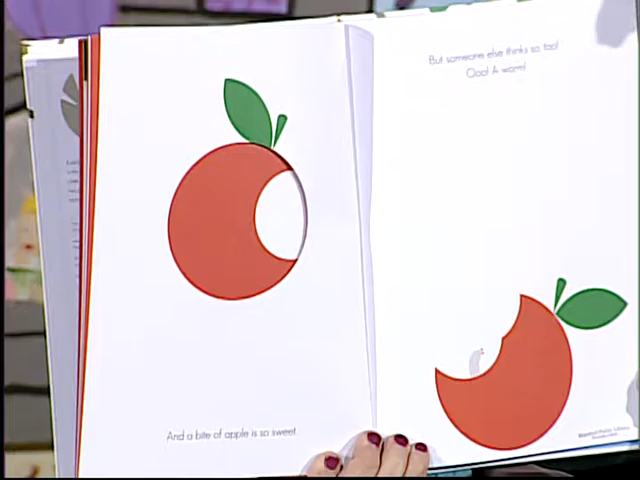 And a bite of apple is so sweet.
But someone else thinks so too!
Ooo! A worm!